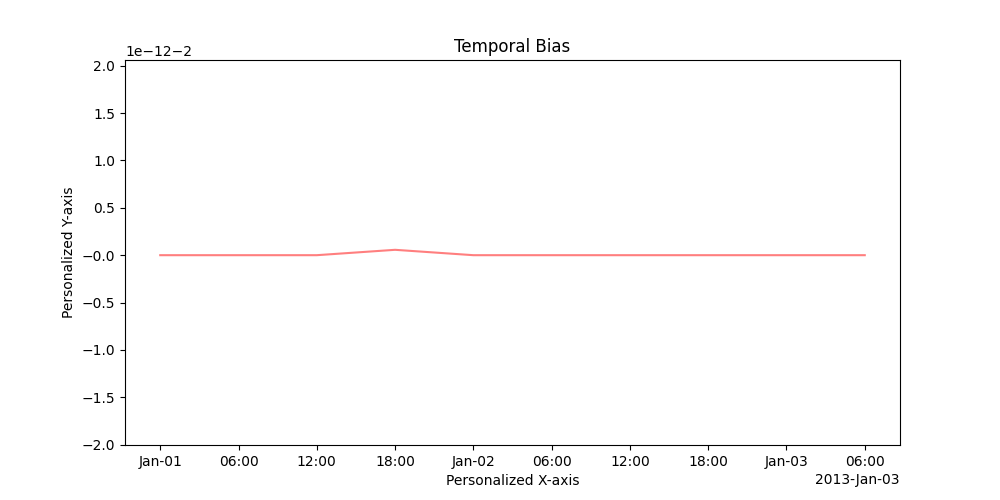 Temporal Bias
1e−12−2
2.0
1.5
1.0
0.5
−0.0
−0.5
−1.0
−1.5
−2.0
Personalized Y-axis
Jan-01 06:00 12:00 18:00 Jan-02 06:00 12:00 18:00 Jan-03 06:00
Personalized X-axis
2013-Jan-03